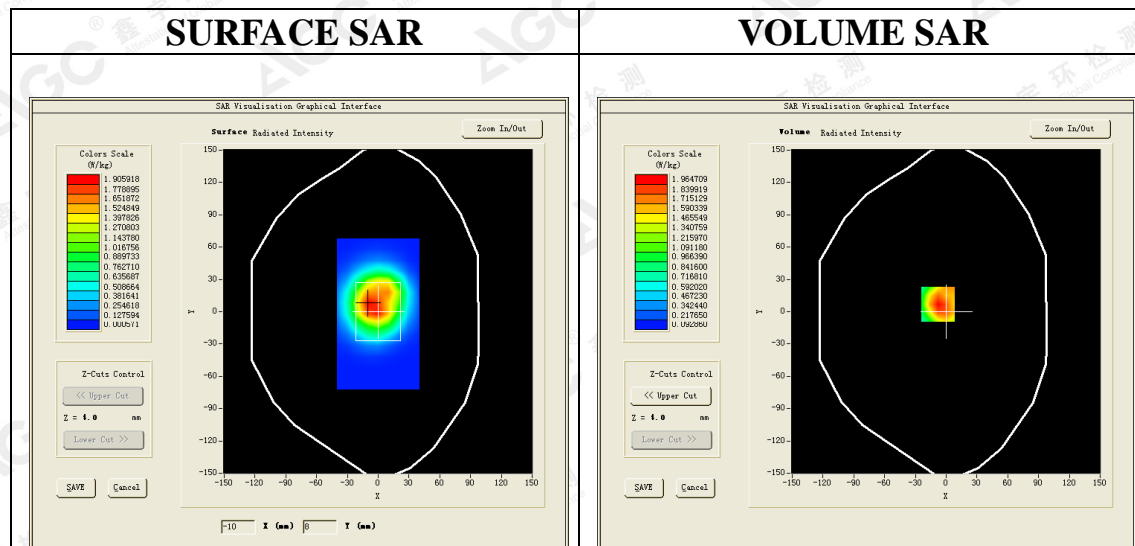 SURFACE SAR
VOLUME SAR
SAR Visualisation Graphical Interface
Surface Radiated Intensity
Zoom In/Out
Colors Scale
(W/kg)
1.905918
1.778895
1.651872
1.524849
1.397826
1.270803
1.143780
1.016756
0.889733
0.762710
0.635687
0.508664
0.381641
0.254618
0.127594
0.000571
150
120
90
60
30
0
-30
-60
-90
-120
-150
Y
-150 -120 -90 -60 -30 0 30 60 90 120 150
X
Z-Cuts Control
<< Upper Cut
Z = 4.0 mm
Lower Cut >>
SAVE
Cancel
-10 X (mm) 8 Y (mm)
SAR Visualisation Graphical Interface
Volume Radiated Intensity
Zoom In/Out
Colors Scale
(W/kg)
1.964709
1.839919
1.715129
1.590339
1.465549
1.340759
1.215970
1.091180
0.966390
0.841600
0.716810
0.592020
0.467230
0.342440
0.217650
0.092860
150
120
90
60
30
0
-30
-60
-90
-120
-150
Y
-150 -120 -90 -60 -30 0 30 60 90 120 150
X
Z-Cuts Control
<< Upper Cut
Z = 4.0 mm
Lower Cut >>
SAVE
Cancel